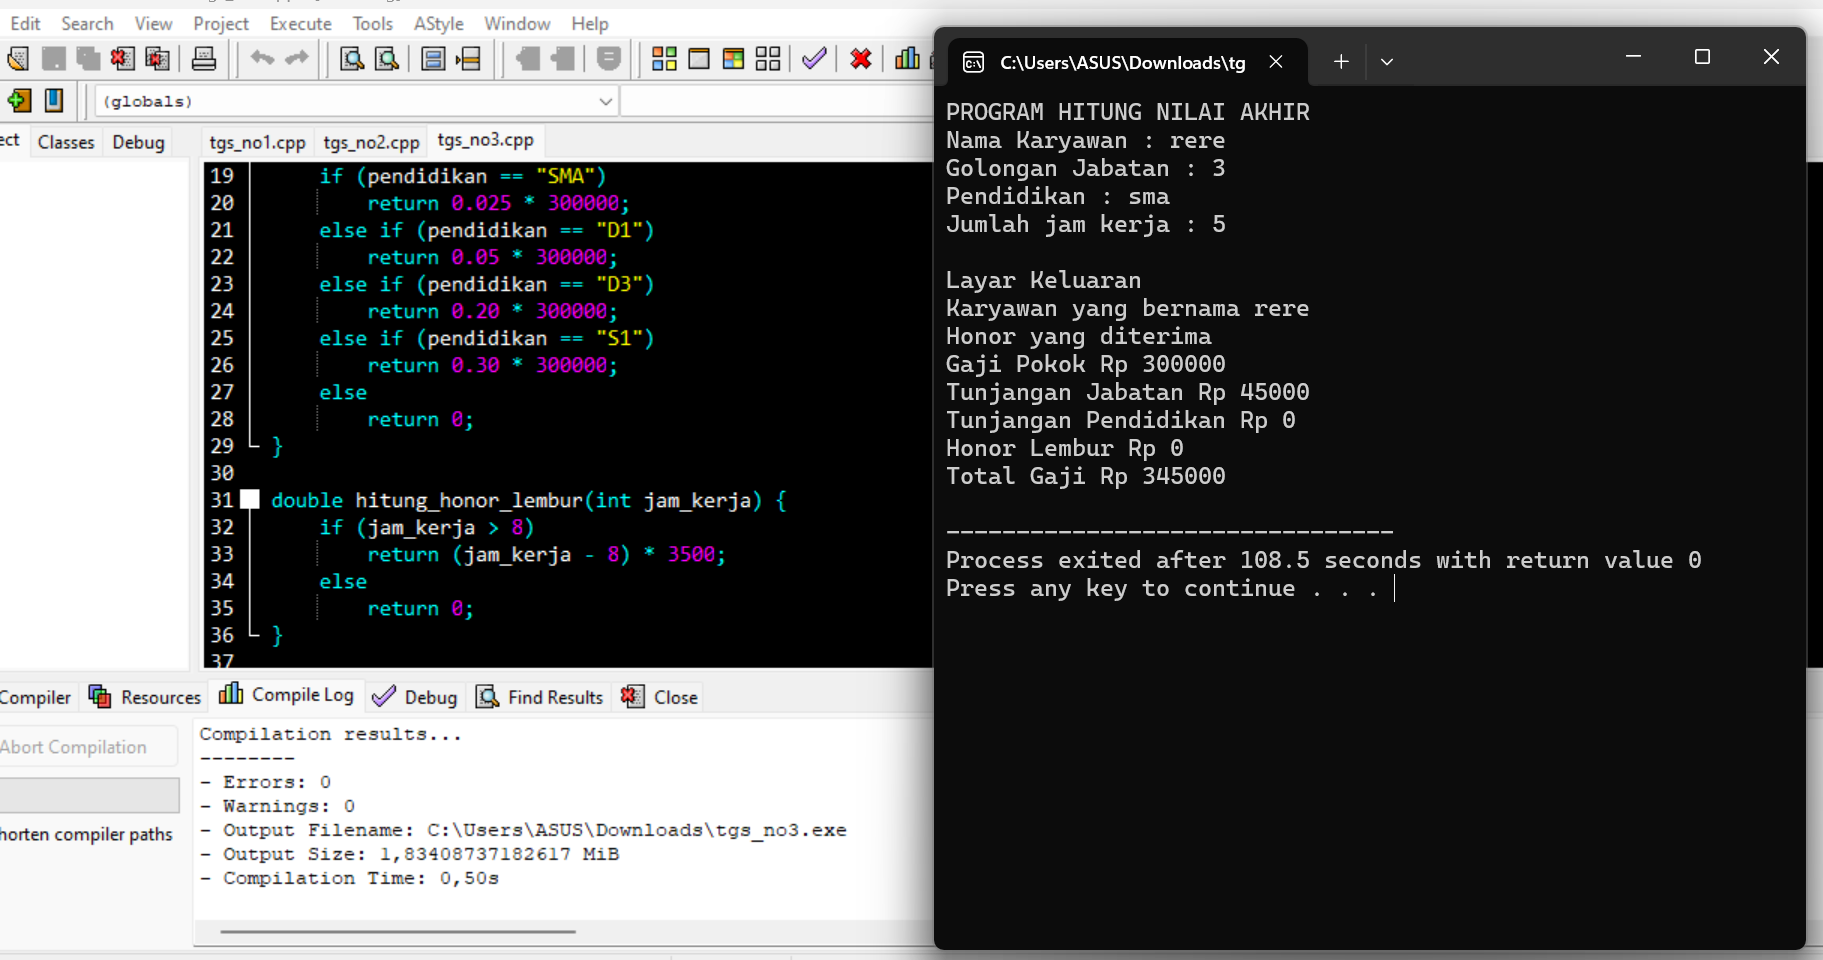 Edit Search View Project Execute Tools AStyle Window Help
(globals)
Classes Debug
tgs_no1.cpp tgs_no2.cpp tgs_no3.cpp
19 if (pendidikan == "SMA")
20 return 0.025 * 300000;
21 else if (pendidikan == "D1")
22 return 0.05 * 300000;
23 else if (pendidikan == "D3")
24 return 0.20 * 300000;
25 else if (pendidikan == "S1")
26 return 0.30 * 300000;
27 else
28 return 0;
29 }
30
31 double hitung_honor_lembur(int jam_kerja) {
32 if (jam_kerja > 8)
33 return (jam_kerja - 8) * 3500;
34 else
35 return 0;
36 }
37
Compiler Resources Compile Log Debug Find Results Close
Abort Compilation
horten compiler paths
Compilation results...
--------
- Errors: 0
- Warnings: 0
- Output Filename: C:\Users\ASUS\Downloads\tgs_no3.exe
- Output Size: 1,83408737182617 MiB
- Compilation Time: 0,50s
C:\Users\ASUS\Downloads\tg
PROGRAM HITUNG NILAI AKHIR
Nama Karyawan : rere
Golongan Jabatan : 3
Pendidikan : sma
Jumlah jam kerja : 5
Layar Keluaran
Karyawan yang bernama rere
Honor yang diterima
Gaji Pokok Rp 300000
Tunjangan Jabatan Rp 45000
Tunjangan Pendidikan Rp 0
Honor Lembur Rp 0
Total Gaji Rp 345000
--------------------------------
Process exited after 108.5 seconds with return value 0
Press any key to continue . . .